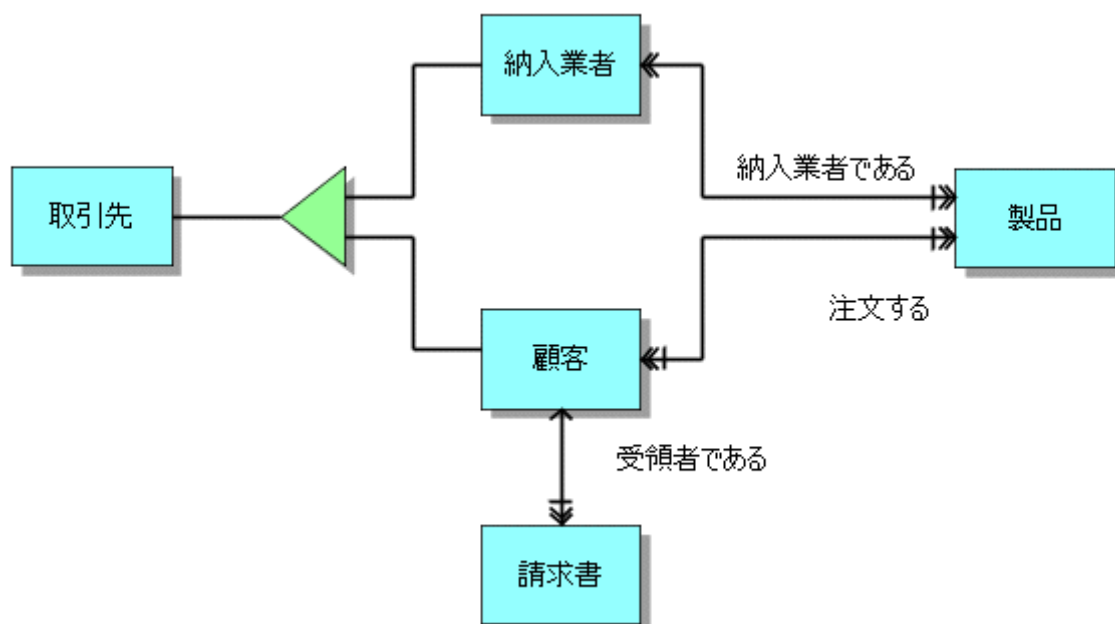 納入業者
納入業者である
取引先
製品
注文する
顧客
受領者である
請求書